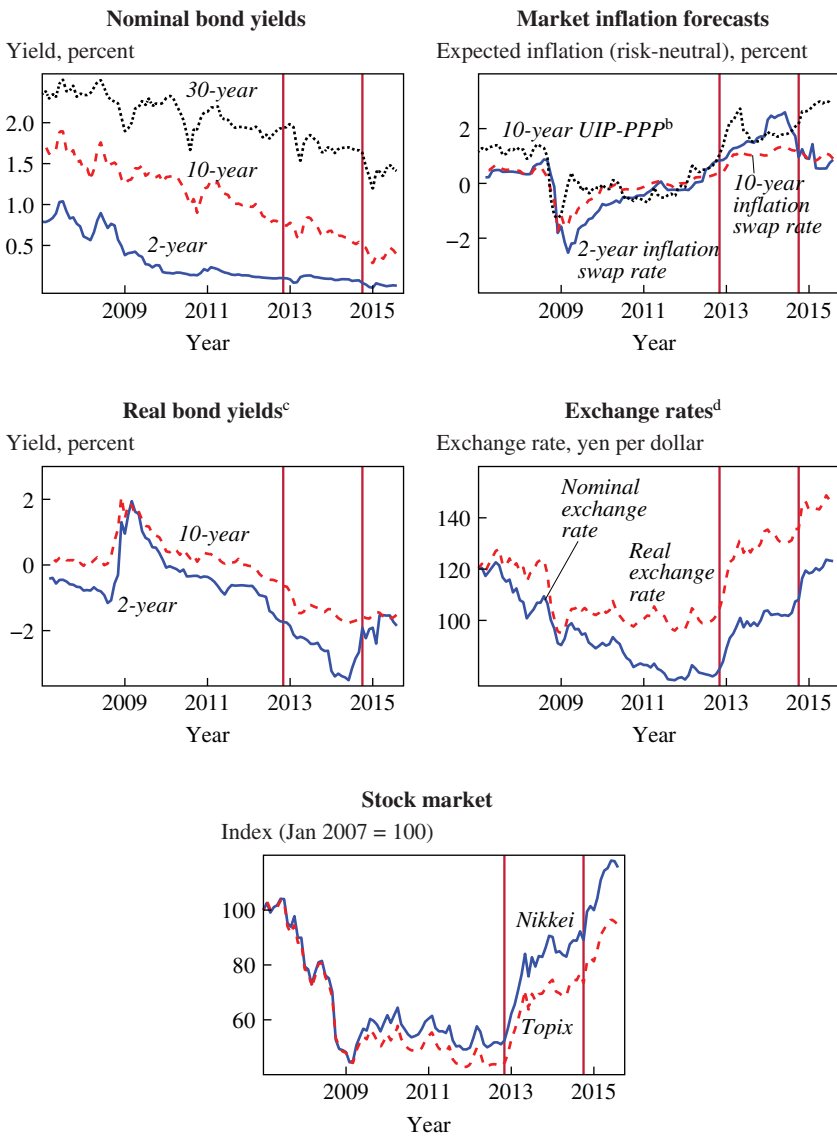 Nominal bond yields
Yield, percent
30-year
2.0
10-year
1.5
1.0
2-year
0.5
2009 2011 2013 2015
Year
Market inflation forecasts
Expected inflation (risk-neutral), percent
10-year UIP-PPPᵇ
2
0
10-year
inflation
swap rate
−2
2-year inflation
swap rate
2009 2011 2013 2015
Year
Real bond yieldsᶜ
Yield, percent
2
10-year
0
2-year
−2
2009 2011 2013 2015
Year
Exchange ratesᵈ
Exchange rate, yen per dollar
Nominal
exchange
rate
140
Real
exchange
rate
120
100
2009 2011 2013 2015
Year
Stock market
Index (Jan 2007 = 100)
100
Nikkei
80
60
Topix
2009 2011 2013 2015
Year